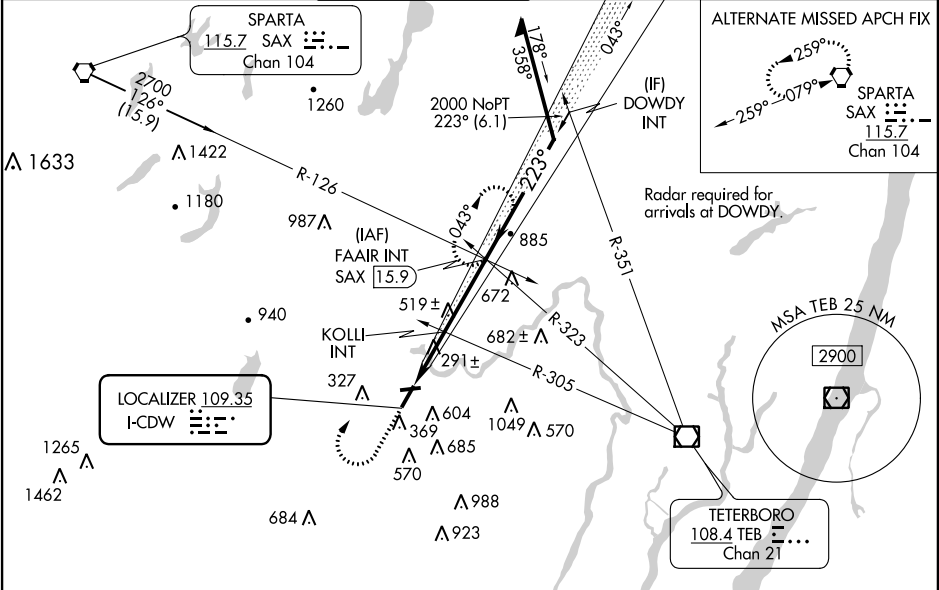 SPARTA
115.7 SAX
Chan 104
2700
126°
(15.9)
1260
178°
358°
043°
2000 NoPT
223° (6.1)
(IF)
DOWDY
INT
ALTERNATE MISSED APCH FIX
259°
259°
079°
SPARTA
SAX
115.7
Chan 104
1633
1422
1180
R-126
987
043°
223°
Radar required for
arrivals at DOWDY.
(IAF)
FAAIR INT
SAX 15.9
885
R-351
672
519 ±
940
KOLLI
INT
682 ±
R-323
291±
R-305
MSA TEB 25 NM
2900
LOCALIZER 109.35
I-CDW
327
604
369
1049
570
685
570
1265
1462
988
684
923
TETERBORO
108.4 TEB
Chan 21